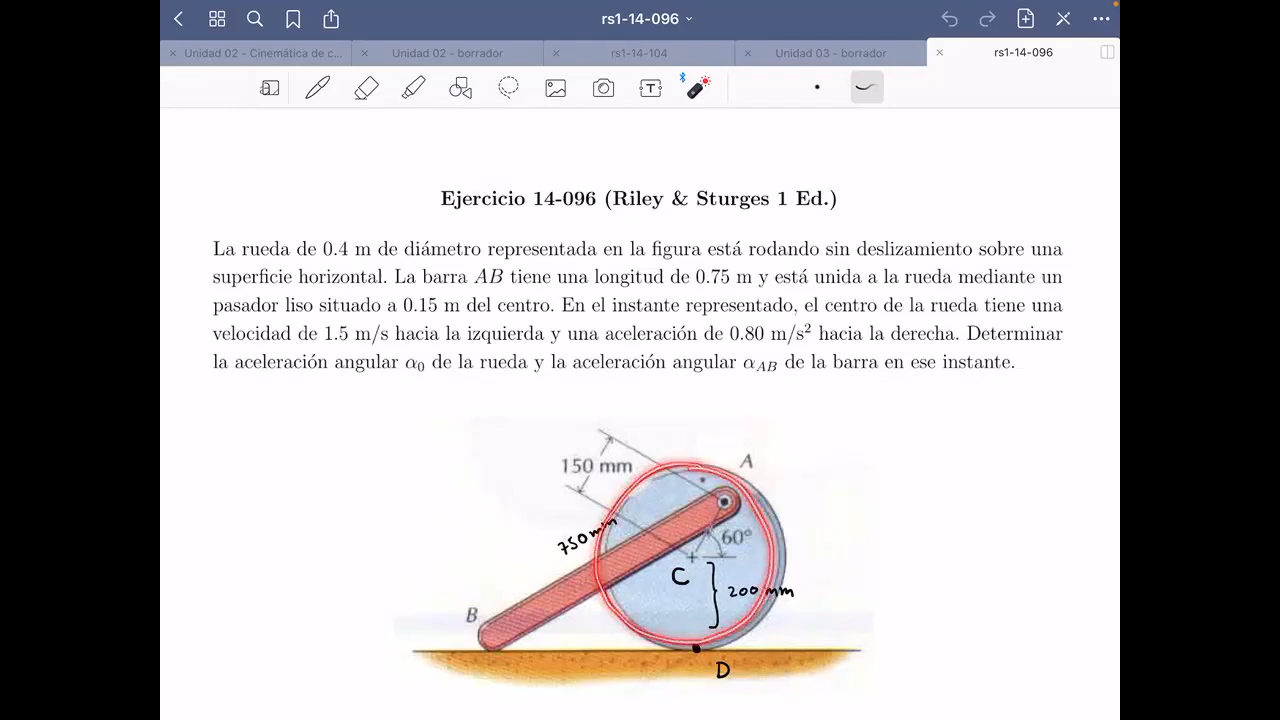 rs1-14-096
Unidad 02 - Cinemática de c...
Unidad 02 - borrador
rs1-14-104
Unidad 03 - borrador
rs1-14-096
T
Ejercicio 14-096 (Riley & Sturges 1 Ed.)
La rueda de 0.4 m de diámetro representada en la figura está rodando sin deslizamiento sobre una
superficie horizontal. La barra AB tiene una longitud de 0.75 m y está unida a la rueda mediante un
pasador liso situado a 0.15 m del centro. En el instante representado, el centro de la rueda tiene una
velocidad de 1.5 m/s hacia la izquierda y una aceleración de 0.80 m/s² hacia la derecha. Determinar
la aceleración angular α₀ de la rueda y la aceleración angular α_AB de la barra en ese instante.
A
150 mm
750 mm
60°
C
200 mm
B
D